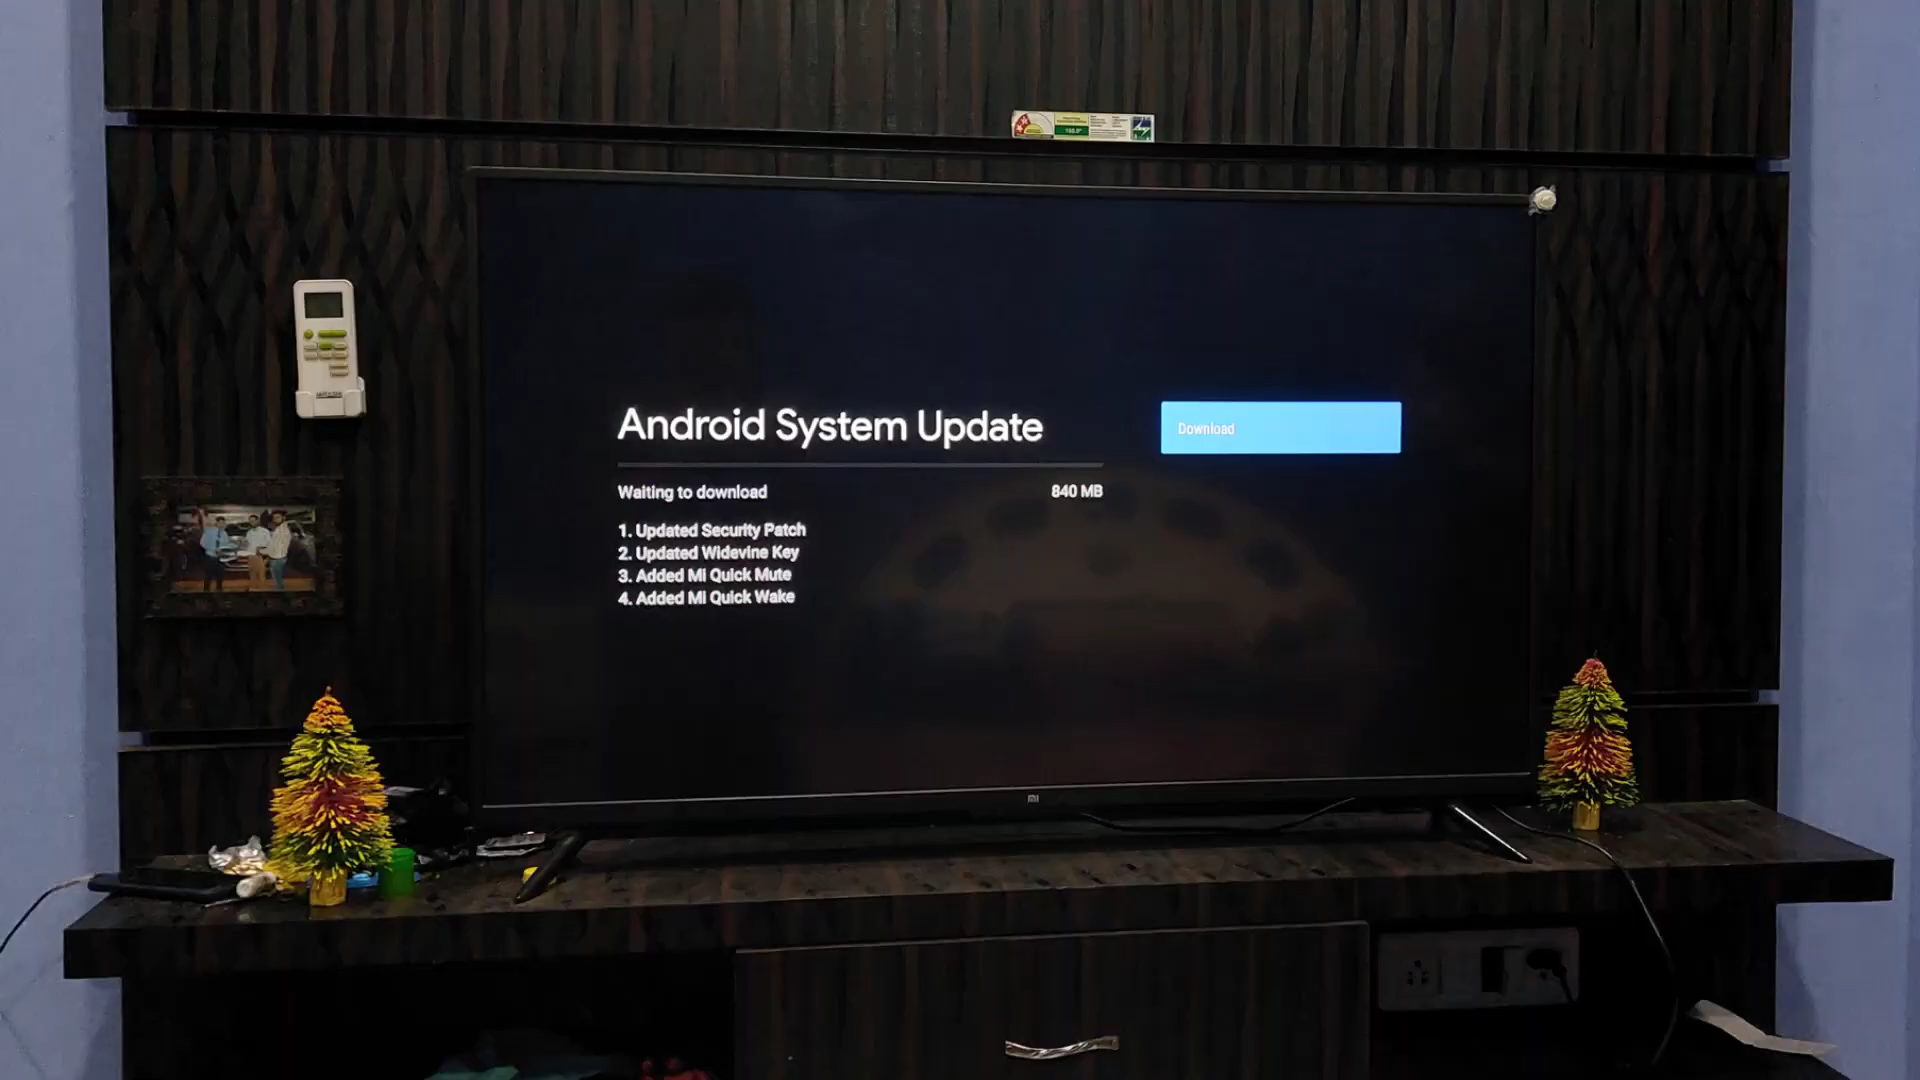 Android System Update
Download
Waiting to download
840 MB
1. Updated Security Patch
2. Updated Widevine Key
3. Added Mi Quick Mute
4. Added Mi Quick Wake
mi